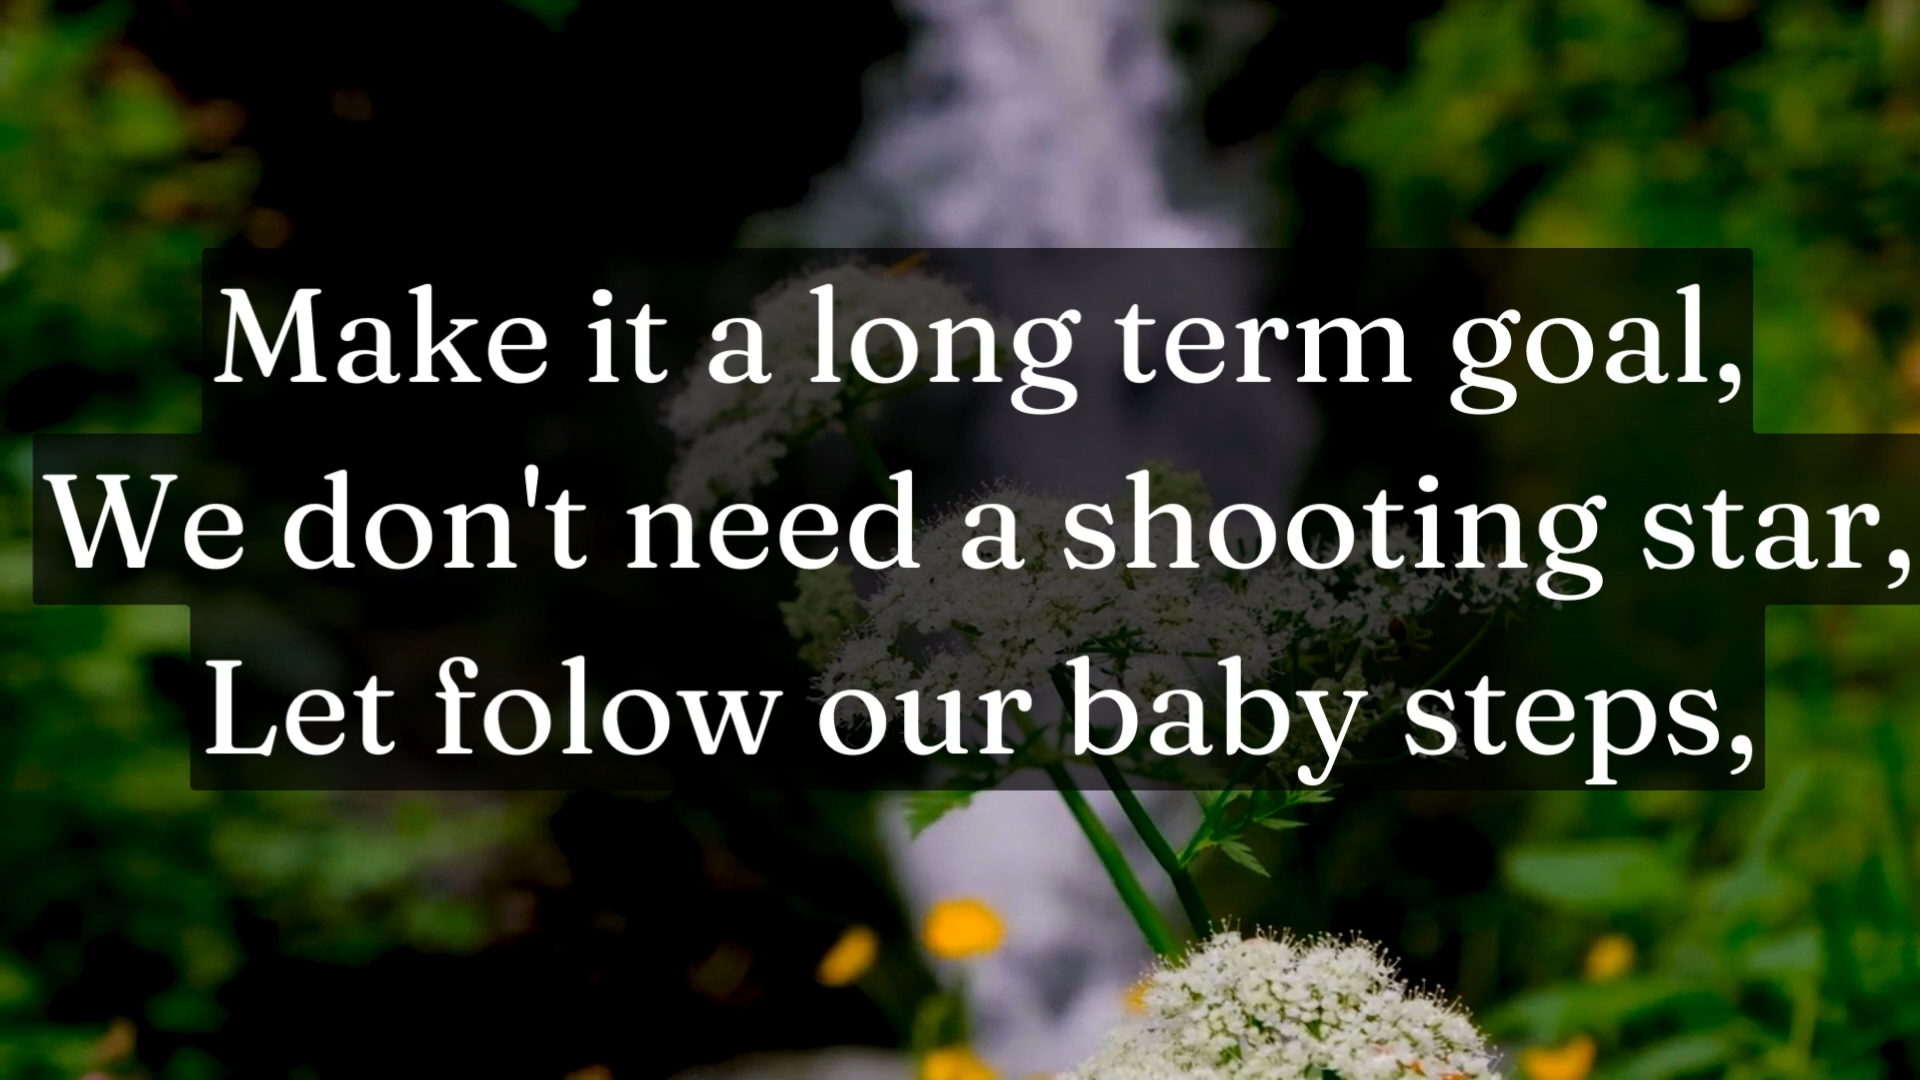 Make it a long term goal,
We don't need a shooting star,
Let folow our baby steps,